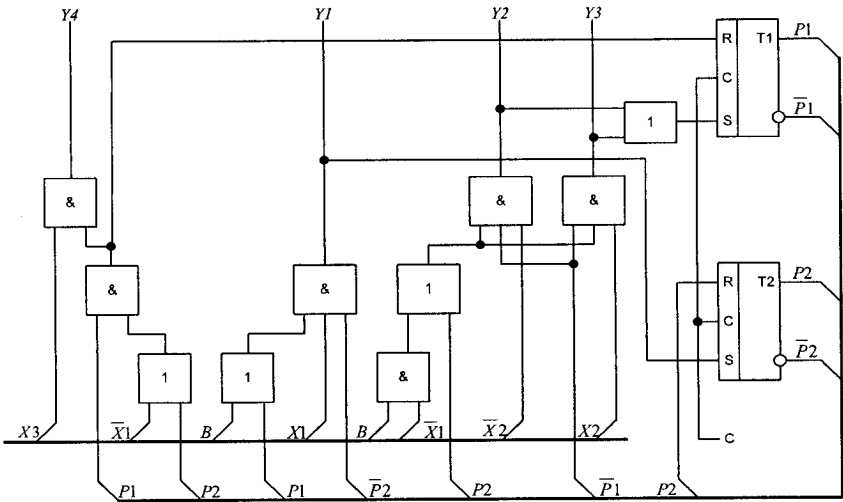 Y4 Y1 Y2 Y3
R T1 P1
C
S P̅1
1
& & &
& & 1
R T2 P2
C
S P̅2
1 1 &
X3 X̅1 B X1 B X̅1 X̅2 X2 C
P1 P2 P1 P̅2 P2 P̅1 P2